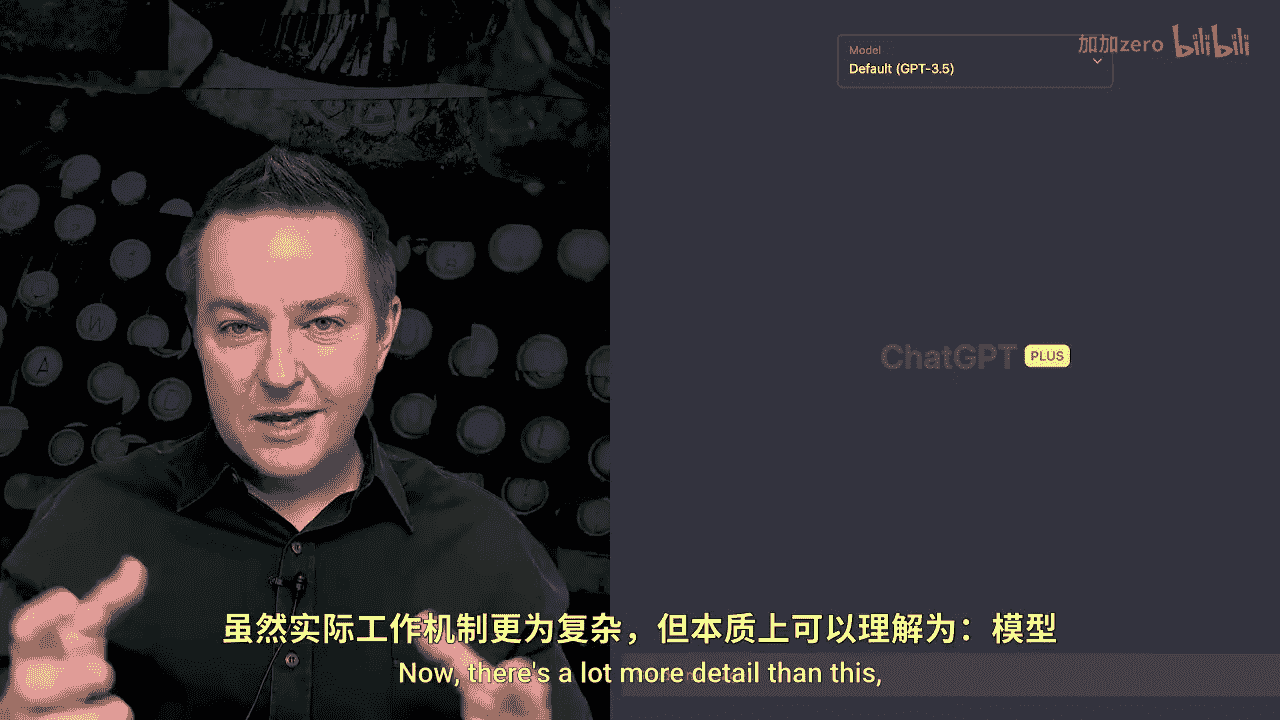 加加zero bilibili
Model
Default (GPT-3.5)
ChatGPT PLUS
虽然实际工作机制更为复杂，但本质上可以理解为：模型
Now, there's a lot more detail than this,